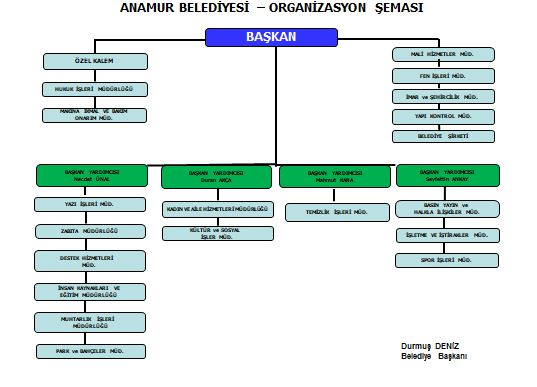 ANAMUR BELEDİYESİ – ORGANİZASYON ŞEMASI
BAŞKAN
ÖZEL KALEM
HUKUK İŞLERİ MÜDÜRLÜĞÜ
MAKİNA İKMAL VE BAKIM
ONARIM MÜD.
MALİ HİZMETLER MÜD.
FEN İŞLERİ MÜD.
İMAR ve ŞEHİRCİLİK MÜD.
YAPI KONTROL MÜD.
BELEDİYE ŞİRKETİ
BAŞKAN YARDIMCISI
Necdet ÜNAL
YAZI İŞLERİ MÜD.
ZABITA MÜDÜRLÜĞÜ
DESTEK HİZMETLERİ
MÜD.
İNSAN KAYNAKLARI VE
EĞİTİM MÜDÜRLÜĞÜ
MUHTARLIK İŞLERİ
MÜDÜRLÜĞÜ
PARK ve BAHÇELER MÜD.
BAŞKAN YARDIMCISI
Duran AKÇA
KADIN VE AİLE HİZMETLERİ MÜDÜRLÜĞÜ
KÜLTÜR ve SOSYAL
İŞLER MÜD.
BAŞKAN YARDIMCISI
Mahmut KARA
TEMİZLİK İŞLERİ MÜD.
BAŞKAN YARDIMCISI
Seyfettin
BASIN YAYIN ve
HALKLA İLİŞKİLER MÜD.
İŞLETME VE İŞTİRAKLER MÜD.
SPOR İŞLERİ MÜD.
Durmuş DENİZ
Belediye Başkanı